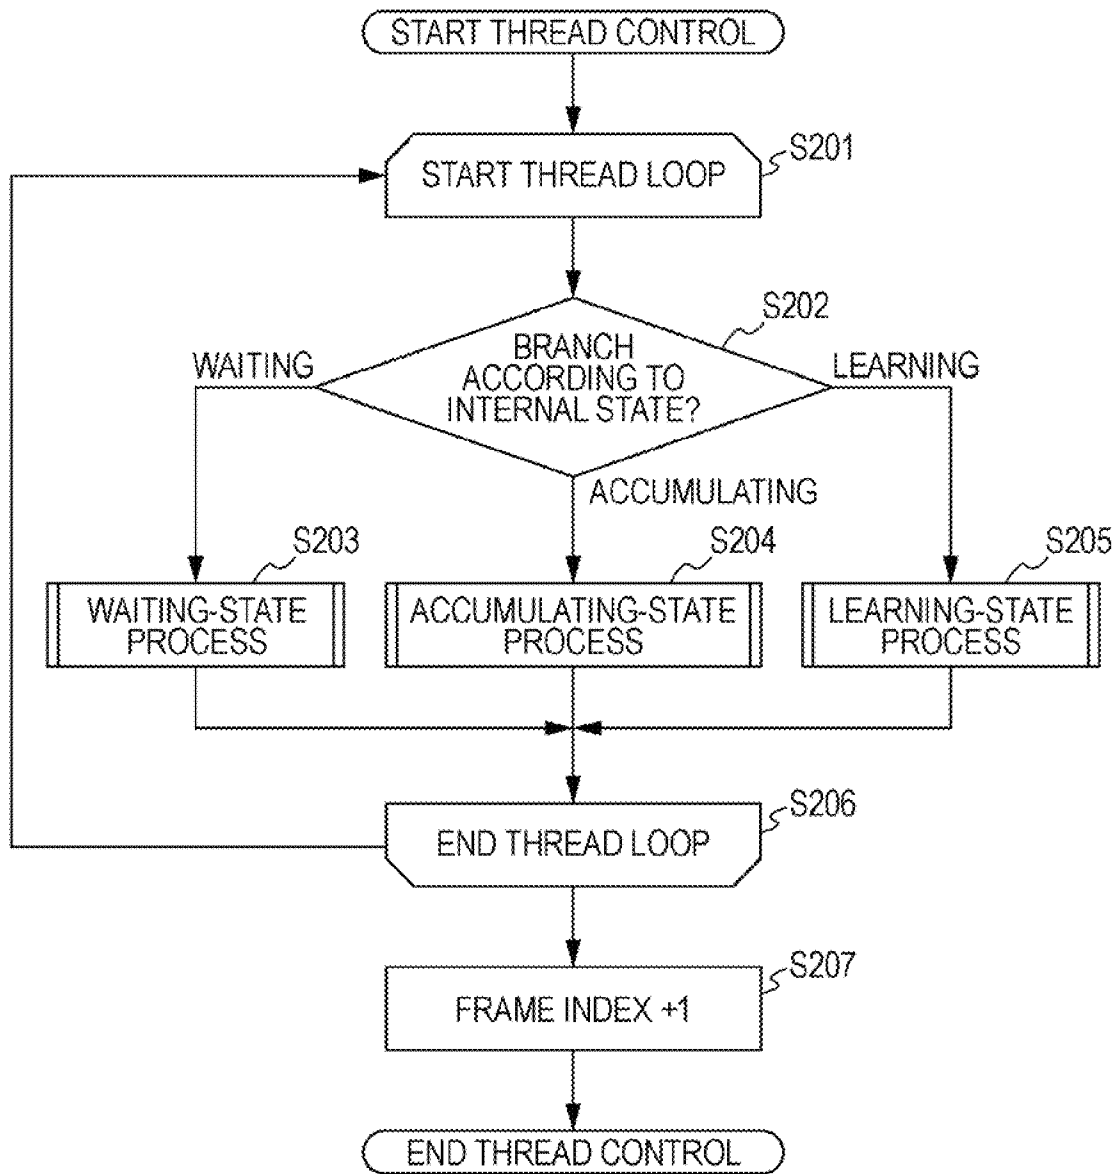 START THREAD CONTROL
START THREAD LOOP
S201
S202
BRANCH
ACCORDING TO
INTERNAL STATE?
WAITING
LEARNING
ACCUMULATING
S203
S204
S205
WAITING-STATE
PROCESS
ACCUMULATING-STATE
PROCESS
LEARNING-STATE
PROCESS
S206
END THREAD LOOP
S207
FRAME INDEX +1
END THREAD CONTROL